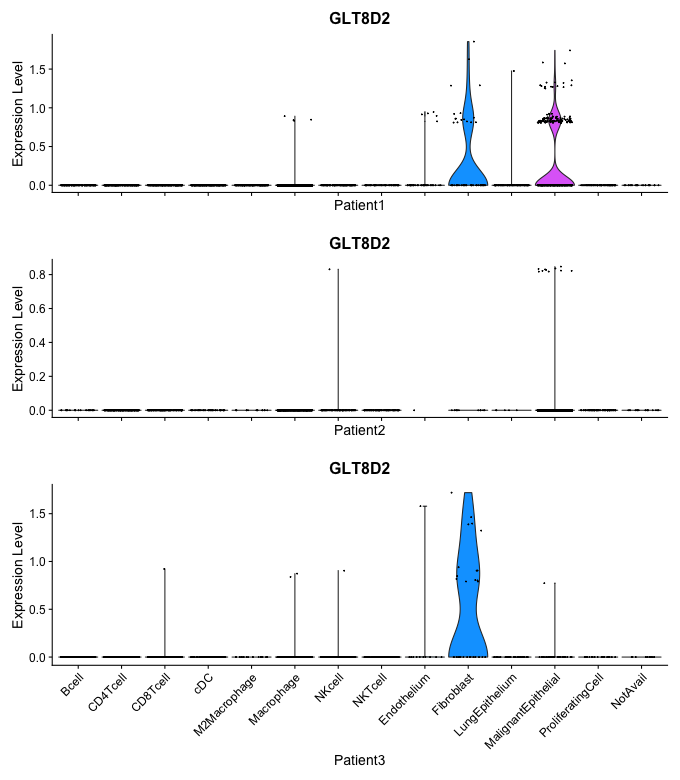 GLT8D2
Expression Level
1.5
1.0
0.5
0.0
Patient1
GLT8D2
Expression Level
0.8
0.6
0.4
0.2
0.0
Patient2
GLT8D2
Expression Level
1.5
1.0
0.5
0.0
Bcell
CD4Tcell
CD8Tcell
cDC
M2Macrophage
Macrophage
NKcell
NKTcell
Endothelium
Fibroblast
LungEpithelium
MalignantEpithelial
ProliferatingCell
NotAvail
Patient3